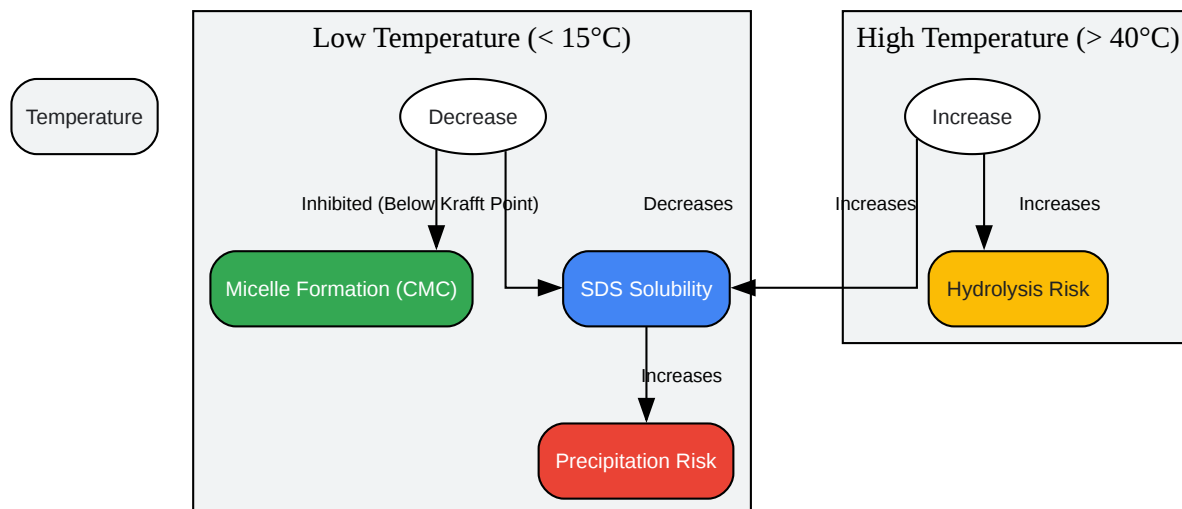 Low Temperature (< 15°C)
High Temperature (> 40°C)
Temperature
Decrease
Increase
Inhibited (Below Krafft Point)
Decreases
Increases
Increases
Micelle Formation (CMC)
SDS Solubility
Hydrolysis Risk
Increases
Precipitation Risk